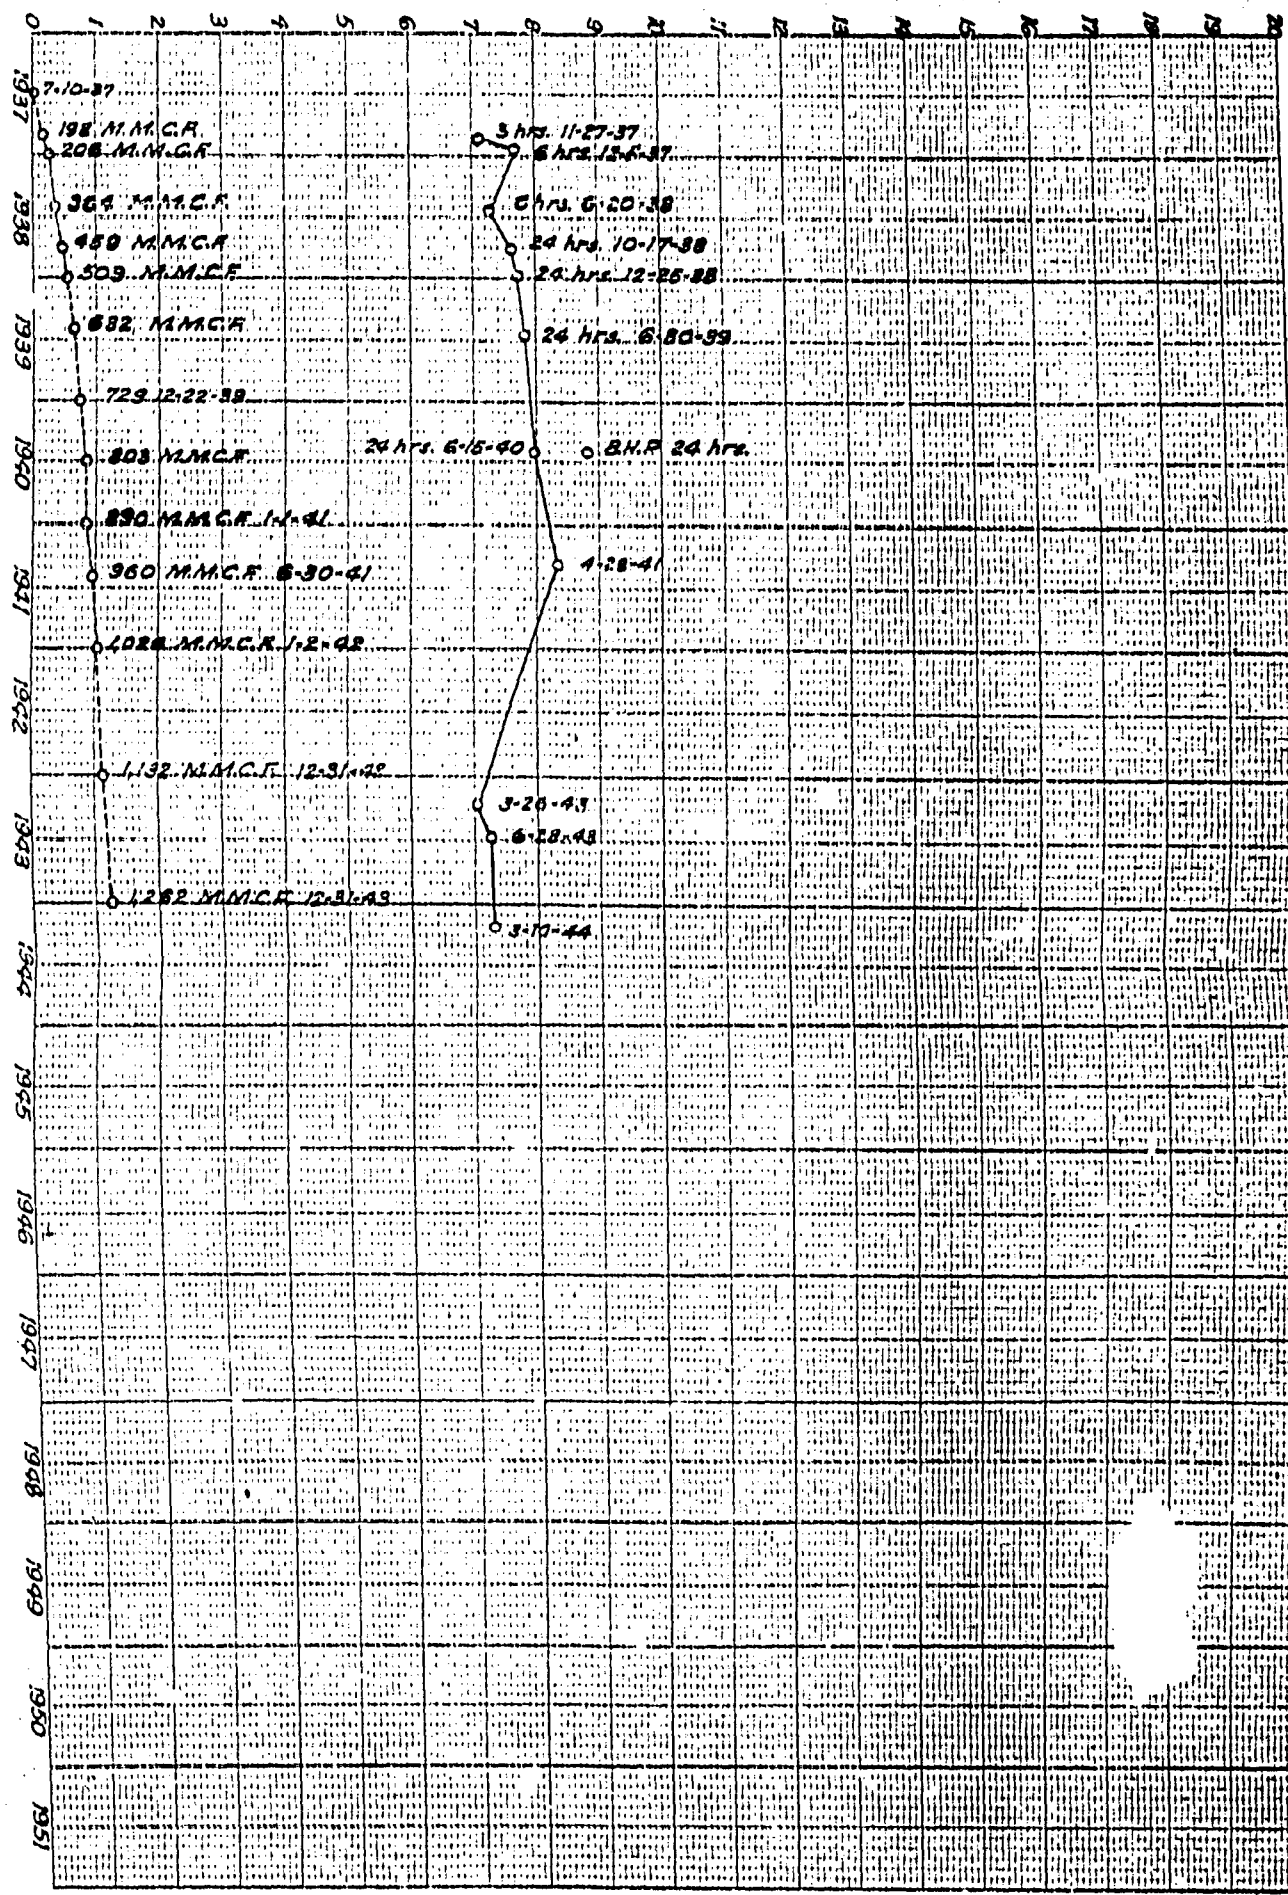 0 1 2 3 4 5 6 7 8 9 10 11 12 13 14 15 16 17 18 19 20
1937
7-10-37
198 M.M.C.F.
3 hrs. 11-27-37
206 M.M.C.F.
6 hrs. 37
1938
364 M.M.C.F.
hrs. 6-20-38
459 M.M.C.F.
24 hrs. 10-17-38
509 M.M.C.F.
24 hrs. 12-26-38
1939
632 M.M.C.F.
24 hrs. 6-30-39
729 12-22-39
1940
24 hrs. 6-15-40
B.H.P. 24 hrs.
803 M.M.C.F.
890 M.M.C.F. 1-1-41
1941
4-28-41
960 M.M.C.F. 6-30-41
1,026 M.M.C.F. 1-2-42
1942
1,132 M.M.C.F. 12-31-42
1943
3-26-43
6-28-43
1,262 M.M.C.F. 12-31-43
1944
3-10-44
1945
1946
1947
1948
1949
1950
1951